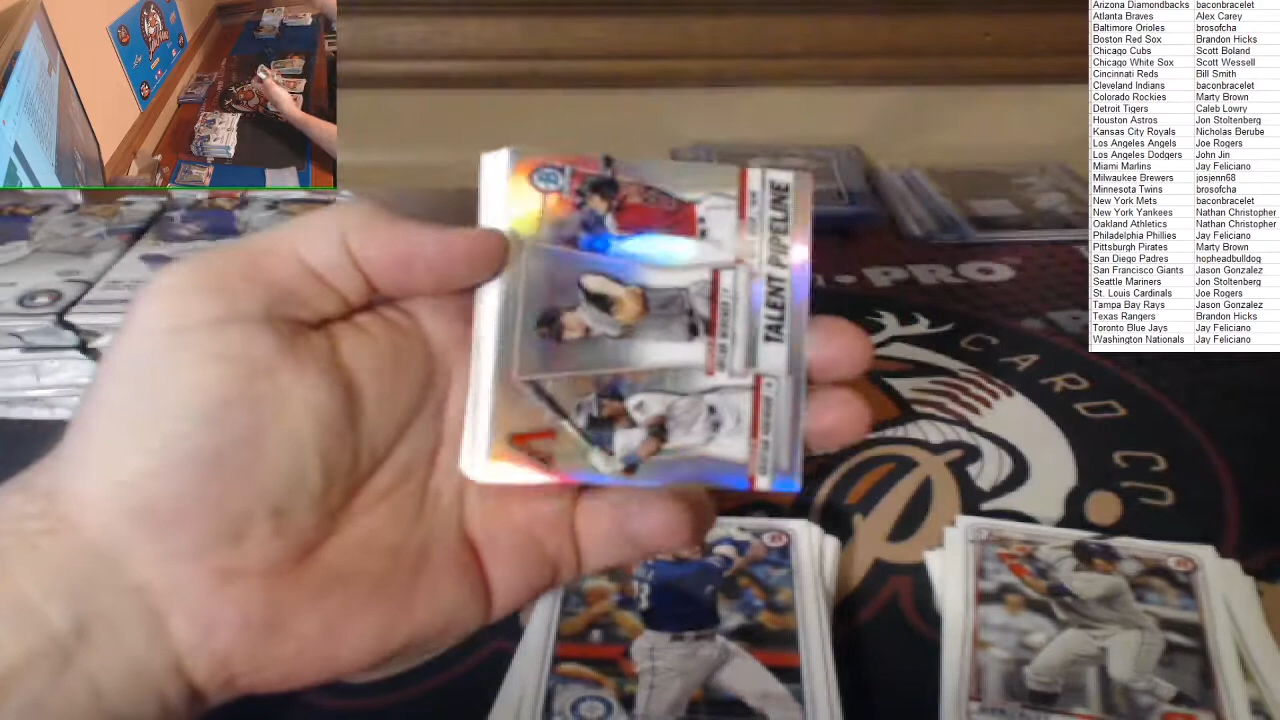 Arizona Diamondbacks baconbracelet
Atlanta Braves Alex Carey
Baltimore Orioles brosofcha
Boston Red Sox Brandon Hicks
Chicago Cubs Scott Boland
Chicago White Sox Scott Wessell
Cincinnati Reds Bill Smith
Cleveland Indians baconbracelet
Colorado Rockies Marty Brown
Detroit Tigers Caleb Lowry
Houston Astros Jon Stoltenberg
Kansas City Royals Nicholas Berube
Los Angeles Angels Joe Rogers
Los Angeles Dodgers John Jin
Miami Marlins Jay Feliciano
Milwaukee Brewers josjenn68
Minnesota Twins brosofcha
New York Mets baconbracelet
New York Yankees Nathan Christopher
Oakland Athletics Nathan Christopher
Philadelphia Phillies Jay Feliciano
Pittsburgh Pirates Marty Brown
San Diego Padres hopheadbulldog
San Francisco Giants Jason Gonzalez
Seattle Mariners Jon Stoltenberg
St. Louis Cardinals Joe Rogers
Tampa Bay Rays Jason Gonzalez
Texas Rangers Brandon Hicks
Toronto Blue Jays Jay Feliciano
Washington Nationals Jay Feliciano
TALENT PIPELINE
PRO
CARD CO